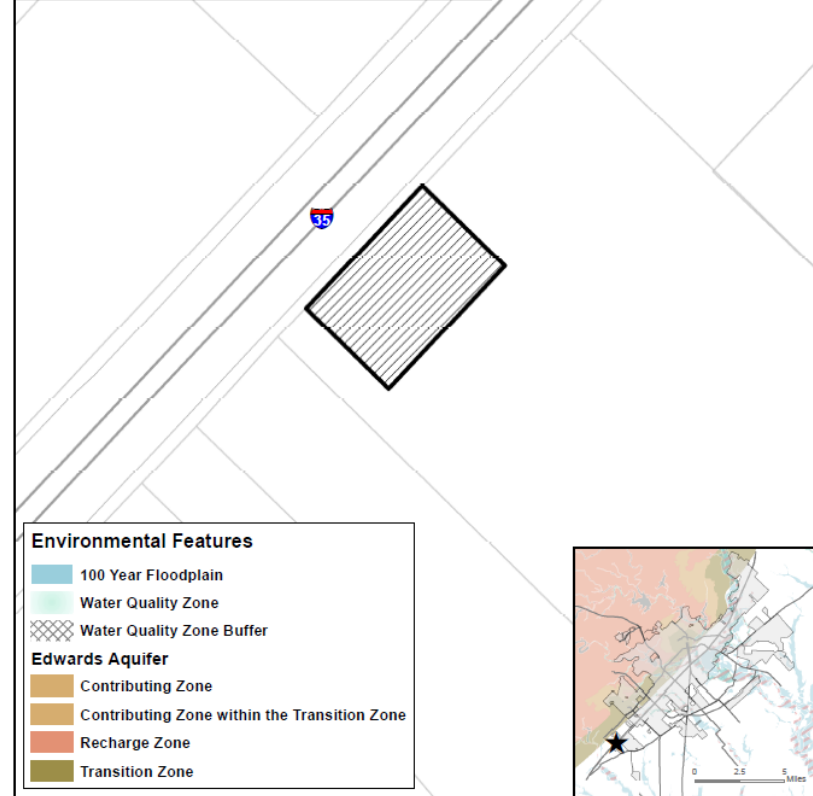 35
Environmental Features
100 Year Floodplain
Water Quality Zone
Water Quality Zone Buffer
Edwards Aquifer
Contributing Zone
Contributing Zone within the Transition Zone
Recharge Zone
Transition Zone
0 2.5 5
Miles